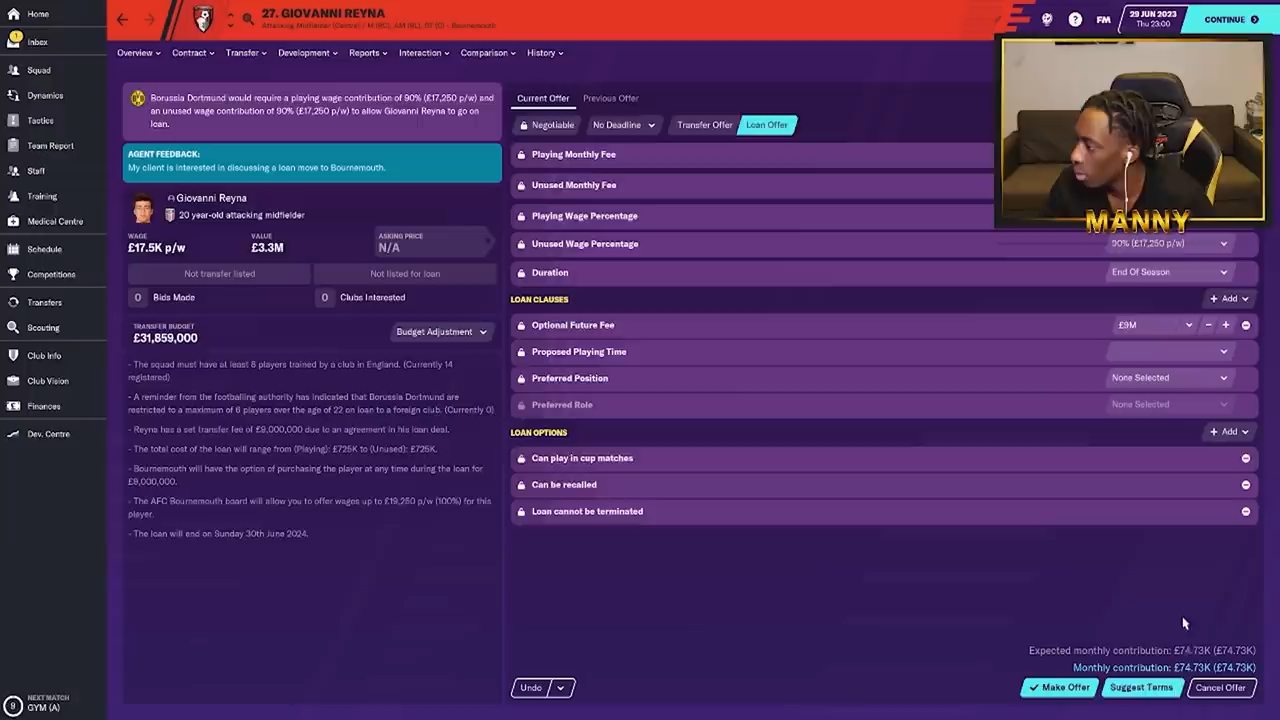 Home
1
Inbox
Squad
Dynamics
Tactics
Team Report
Staff
Training
Medical Centre
Schedule
Competitions
Transfers
Scouting
Club Info
Club Vision
Finances
Dev. Centre
9
NEXT MATCH
GYM (A)
27. GIOVANNI REYNA
Attacking Midfielder (Centre)
Bournemouth
?
FM
29 JUN 2023
Thu 23:00
CONTINUE
Overview
Contract
Transfer
Development
Reports
Interaction
Comparison
History
Borussia Dortmund would require a playing wage contribution of 90% (£17,250 p/w) and
an unused wage contribution of 90% (£17,250 p/w) to allow Giovanni Reyna to go on
loan.
AGENT FEEDBACK:
My client is interested in discussing a loan move to Bournemouth.
Giovanni Reyna
20 year-old attacking midfielder
WAGE
£17.5K p/w
VALUE
£3.3M
ASKING PRICE
N/A
Not transfer listed
Not listed for loan
0 Bids Made
0 Clubs Interested
TRANSFER BUDGET
£31,859,000
Budget Adjustment
- The squad must have at least 8 players trained by a club in England. (Currently 14
registered)
- A reminder from the footballing authority has indicated that Borussia Dortmund are
restricted to a maximum of 6 players over the age of 22 on loan to a foreign club. (Currently 0)
- Reyna has a set transfer fee of £9,000,000 due to an agreement in his loan deal.
- The total cost of the loan will range from (Playing): £725K to (Unused): £725K.
- Bournemouth will have the option of purchasing the player at any time during the loan for
£9,000,000.
- The AFC Bournemouth board will allow you to offer wages up to £19,250 p/w (100%) for this
player.
- The loan will end on Sunday 30th June 2024.
Current Offer
Previous Offer
Negotiable
No Deadline
Transfer Offer
Loan Offer
Playing Monthly Fee
Unused Monthly Fee
Playing Wage Percentage
Unused Wage Percentage
90% (£17,250 p/w)
Duration
End Of Season
LOAN CLAUSES
+ Add
Optional Future Fee
£9M
Proposed Playing Time
Preferred Position
None Selected
Preferred Role
None Selected
LOAN OPTIONS
+ Add
Can play in cup matches
Can be recalled
Loan cannot be terminated
Expected monthly contribution: £74.73K (£74.73K)
Monthly contribution: £74.73K (£74.73K)
Undo
Make Offer
Suggest Terms
Cancel Offer
MANNY